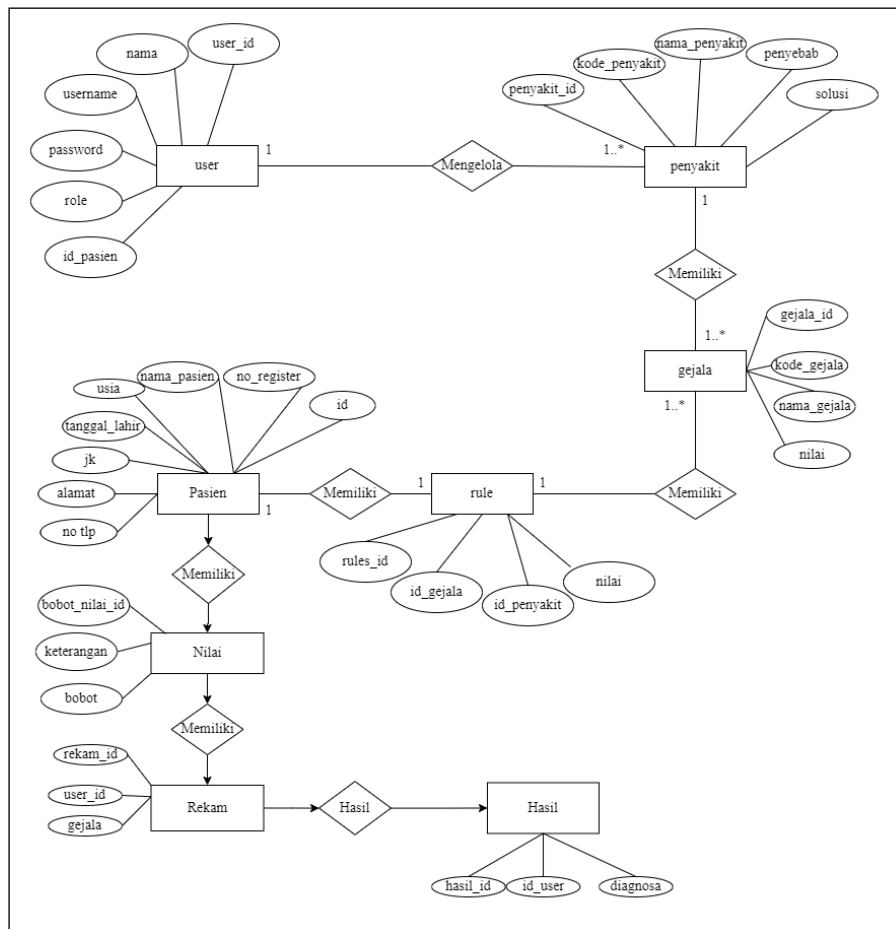 user_id
nama
username
password
role
id_pasien
user
1
Mengelola
1..*
nama_penyakit
kode_penyakit
penyebab
penyakit_id
solusi
penyakit
1
Memiliki
1..*
gejala_id
kode_gejala
nama_gejala
nilai
gejala
1..*
nama_pasien
no_register
usia
id
tanggal_lahir
jk
alamat
no tlp
Pasien
1
Memiliki
1
rule
1
Memiliki
rules_id
id_gejala
id_penyakit
nilai
Memiliki
bobot_nilai_id
keterangan
bobot
Nilai
Memiliki
rekam_id
user_id
gejala
Rekam
Hasil
Hasil
hasil_id
id_user
diagnosa